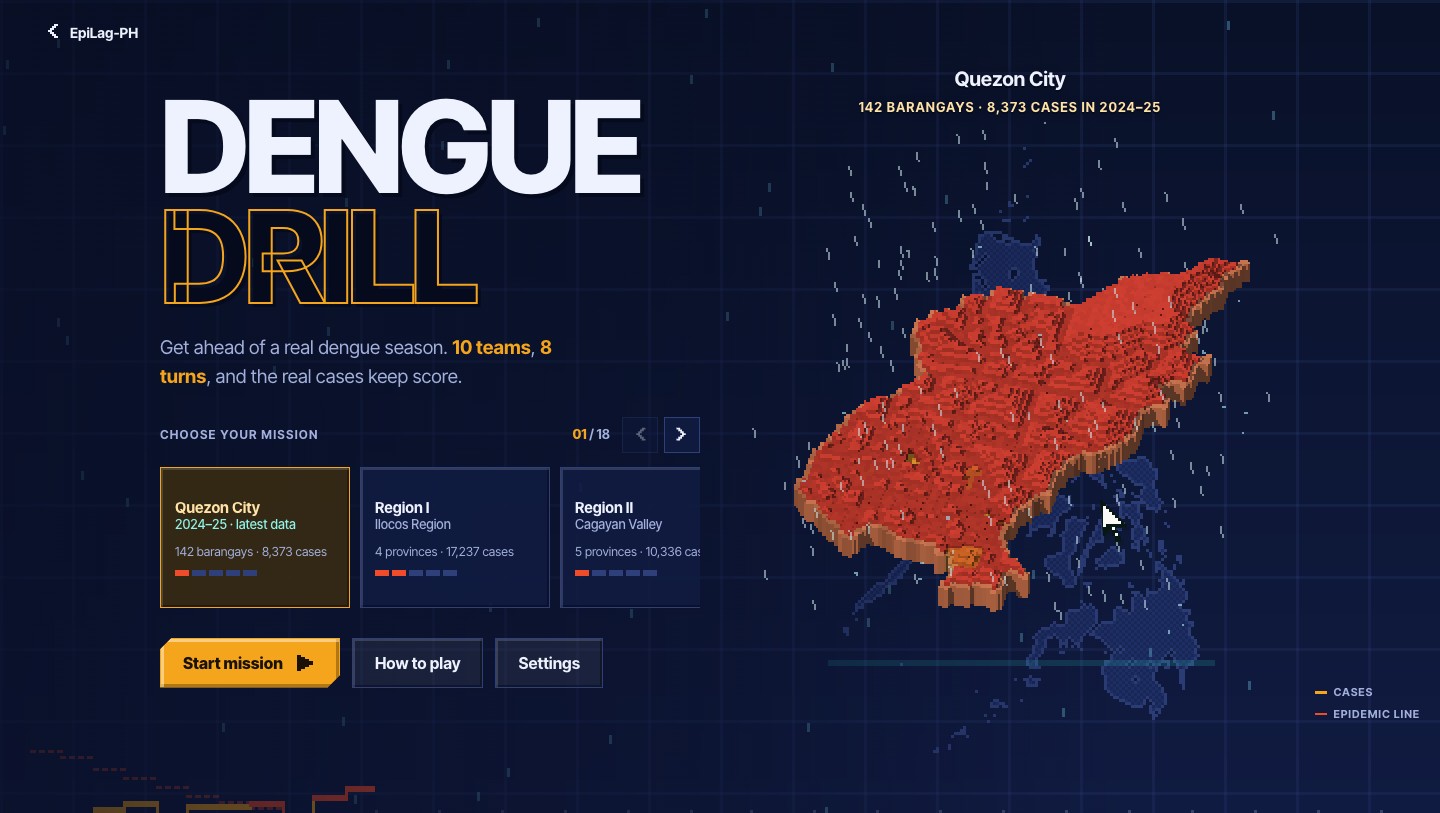 EpiLag-PH
DENGUE
DRILL
Get ahead of a real dengue season. 10 teams, 8
turns, and the real cases keep score.
CHOOSE YOUR MISSION
01 / 18
Quezon City
2024–25 · latest data
142 barangays · 8,373 cases
Region I
Ilocos Region
4 provinces · 17,237 cases
Region II
Cagayan Valley
5 provinces · 10,336 cas
Start mission
How to play
Settings
Quezon City
142 BARANGAYS · 8,373 CASES IN 2024–25
CASES
EPIDEMIC LINE